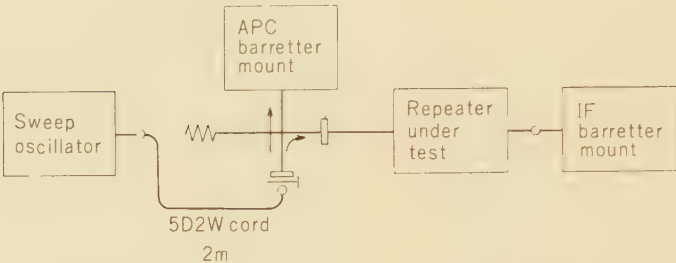 APC
barretter
mount
Sweep
oscillator
Repeater
under
test
IF
barretter
mount
5D2W cord
2m